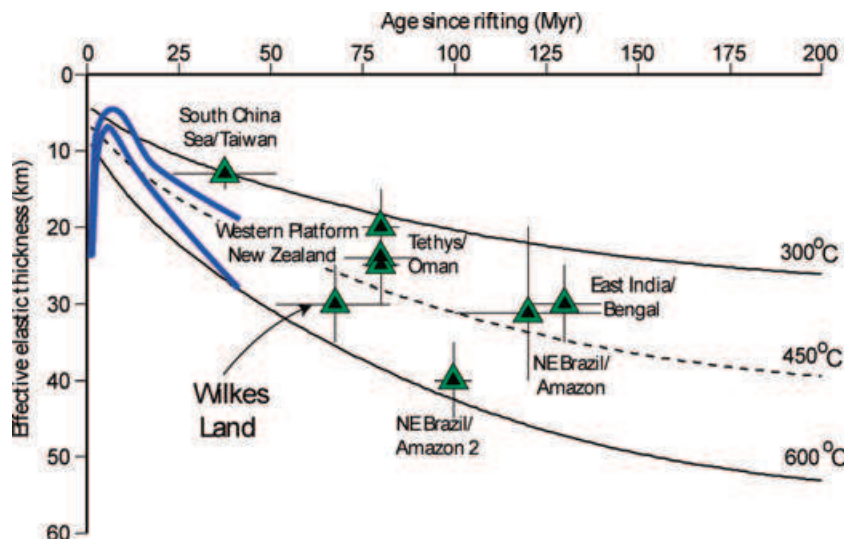 Age since rifting (Myr)
0 25 50 75 100 125 150 175 200
Effective elastic thickness (km)
0
10
20
30
40
50
60
South China
Sea/Taiwan
Western Platform
New Zealand
Tethys/
Oman
East India/
Bengal
NE Brazil/
Amazon
Wilkes
Land
NE Brazil/
Amazon 2
300°C
450°C
600°C